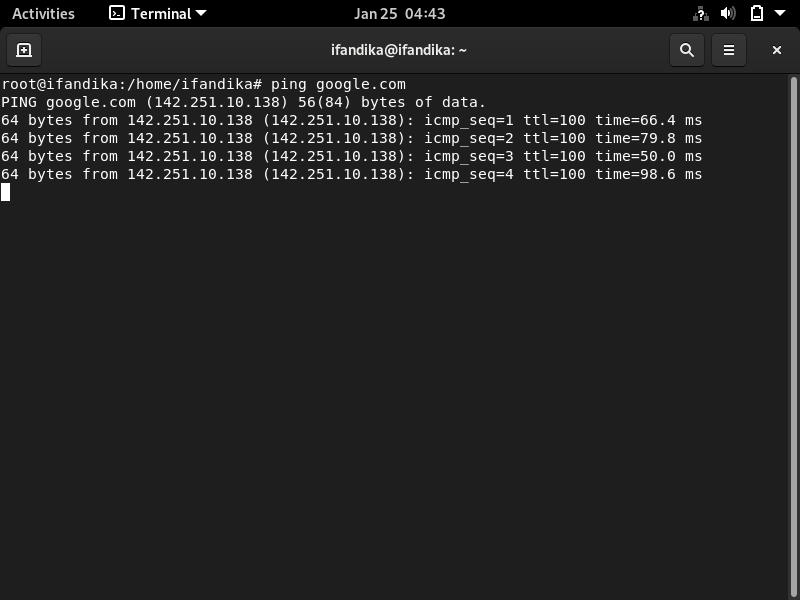 Activities Terminal Jan 25 04:43
ifandika@ifandika: ~
root@ifandika:/home/ifandika# ping google.com
PING google.com (142.251.10.138) 56(84) bytes of data.
64 bytes from 142.251.10.138 (142.251.10.138): icmp_seq=1 ttl=100 time=66.4 ms
64 bytes from 142.251.10.138 (142.251.10.138): icmp_seq=2 ttl=100 time=79.8 ms
64 bytes from 142.251.10.138 (142.251.10.138): icmp_seq=3 ttl=100 time=50.0 ms
64 bytes from 142.251.10.138 (142.251.10.138): icmp_seq=4 ttl=100 time=98.6 ms